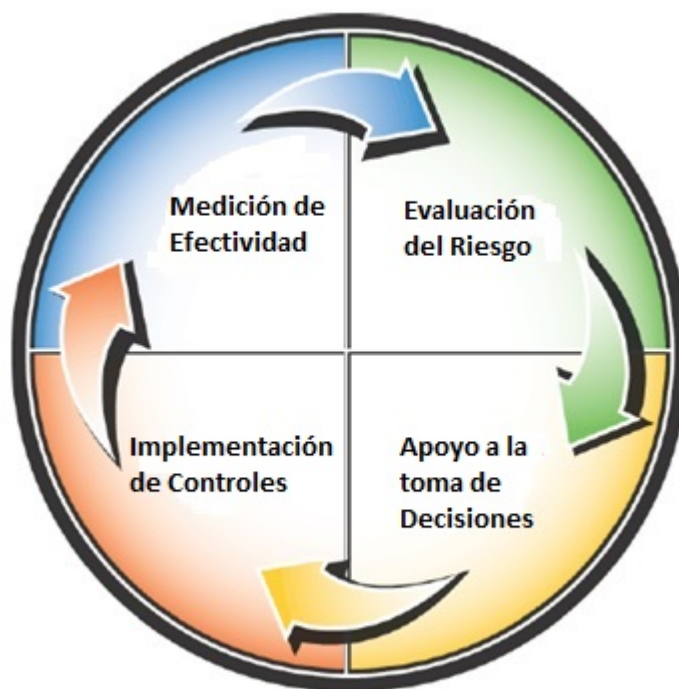 Medición de
Efectividad
Evaluación
del Riesgo
Implementación
de Controles
Apoyo a la
toma de
Decisiones